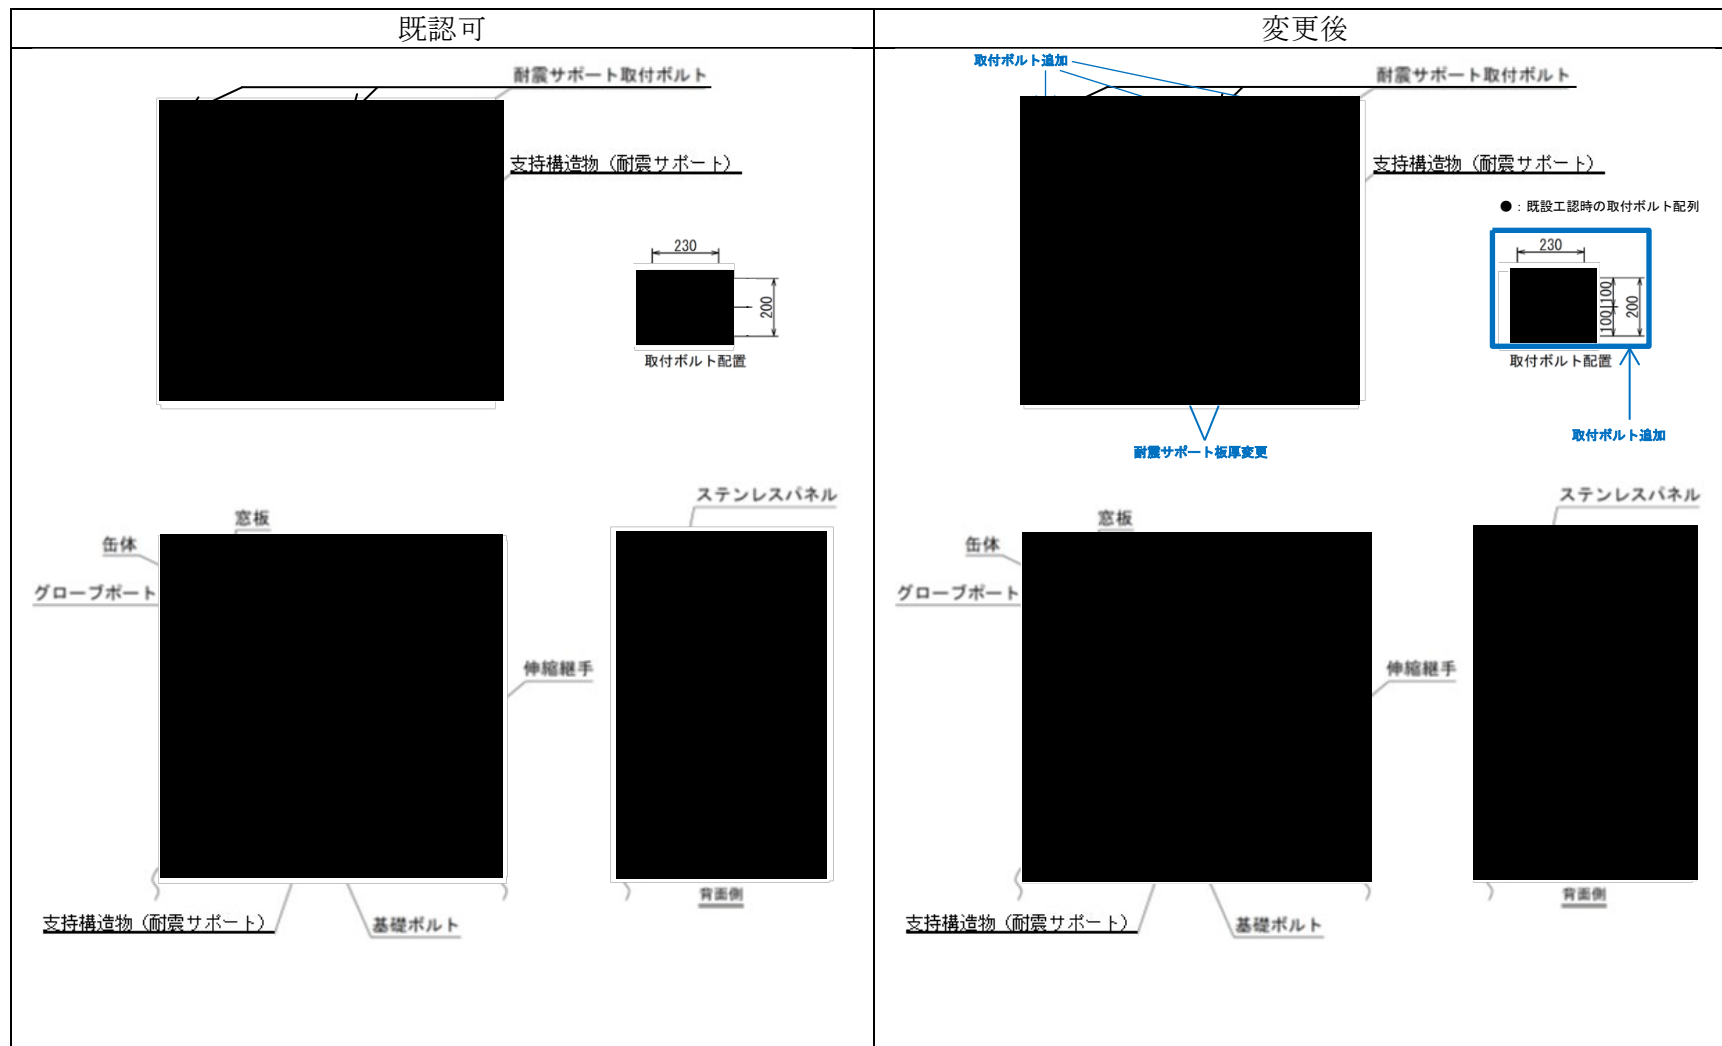 既認可
耐震サポート取付ボルト
支持構造物（耐震サポート）
230
200
取付ボルト配置
ステンレスパネル
窓板
缶体
グローブポート
伸縮継手
背面側
支持構造物（耐震サポート）
基礎ボルト
変更後
取付ボルト追加
耐震サポート取付ボルト
支持構造物（耐震サポート）
●：既設工認時の取付ボルト配列
230
100
100
200
取付ボルト配置
取付ボルト追加
耐震サポート板厚変更
ステンレスパネル
窓板
缶体
グローブポート
伸縮継手
背面側
支持構造物（耐震サポート）
基礎ボルト